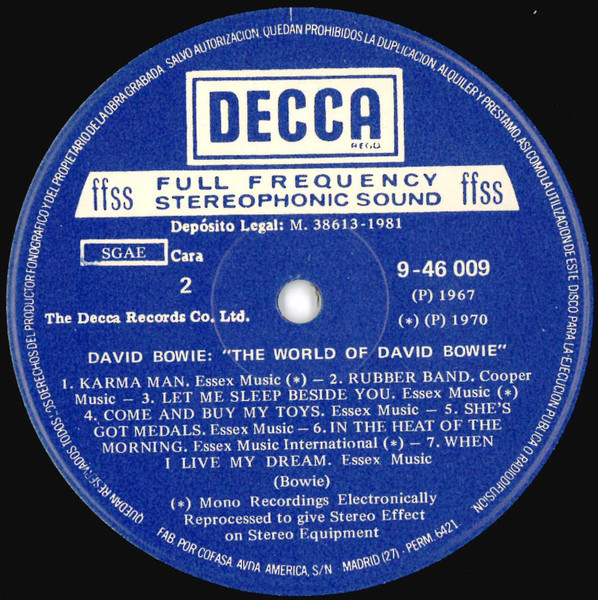 QUEDAN RESERVADOS TODOS LOS DERECHOS DEL PRODUCTOR FONOGRAFICO Y DEL PROPIETARIO DE LA OBRA GRABADA. SALVO AUTORIZACION, QUEDAN PROHIBIDOS LA DUPLICACION, ALQUILER Y PRESTAMO, ASI COMO LA UTILIZACION DE ESTE DISCO PARA LA EJECUCION PUBLICA O RADIODIFUSION.
DECCA
REGD
ffss FULL FREQUENCY STEREOPHONIC SOUND ffss
Depósito Legal: M. 38613-1981
SGAE Cara
2
9-46 009
(P) 1967
The Decca Records Co. Ltd. (*) (P) 1970
DAVID BOWIE: "THE WORLD OF DAVID BOWIE"
1. KARMA MAN. Essex Music (*) – 2. RUBBER BAND. Cooper
Music – 3. LET ME SLEEP BESIDE YOU. Essex Music (*)
– 4. COME AND BUY MY TOYS. Essex Music – 5. SHE'S
GOT MEDALS. Essex Music – 6. IN THE HEAT OF THE
MORNING. Essex Music International (*) – 7. WHEN
I LIVE MY DREAM. Essex Music
(Bowie)
(*) Mono Recordings Electronically
Reprocessed to give Stereo Effect
on Stereo Equipment
FAB. POR COFASA. AVDA. AMERICA, S/N MADRID (27) - PERM. 6421